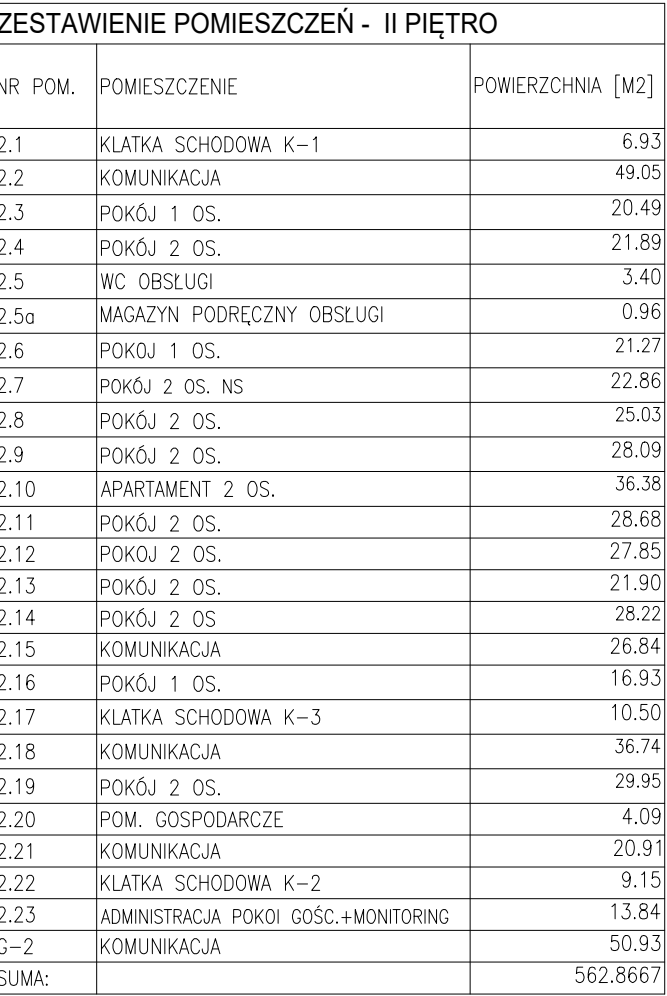 ZESTAWIENIE POMIESZCZEŃ - II PIĘTRO
NR POM. POMIESZCZENIE POWIERZCHNIA [M2]
2.1 KLATKA SCHODOWA K-1 6.93
2.2 KOMUNIKACJA 49.05
2.3 POKÓJ 1 OS. 20.49
2.4 POKÓJ 2 OS. 21.89
2.5 WC OBSŁUGI 3.40
2.5a MAGAZYN PODRĘCZNY OBSŁUGI 0.96
2.6 POKOJ 1 OS. 21.27
2.7 POKÓJ 2 OS. NS 22.86
2.8 POKÓJ 2 OS. 25.03
2.9 POKÓJ 2 OS. 28.09
2.10 APARTAMENT 2 OS. 36.38
2.11 POKÓJ 2 OS. 28.68
2.12 POKOJ 2 OS. 27.85
2.13 POKÓJ 2 OS. 21.90
2.14 POKÓJ 2 OS 28.22
2.15 KOMUNIKACJA 26.84
2.16 POKÓJ 1 OS. 16.93
2.17 KLATKA SCHODOWA K-3 10.50
2.18 KOMUNIKACJA 36.74
2.19 POKÓJ 2 OS. 29.95
2.20 POM. GOSPODARCZE 4.09
2.21 KOMUNIKACJA 20.91
2.22 KLATKA SCHODOWA K-2 9.15
2.23 ADMINISTRACJA POKOI GOŚC.+MONITORING 13.84
G-2 KOMUNIKACJA 50.93
SUMA: 562.8667